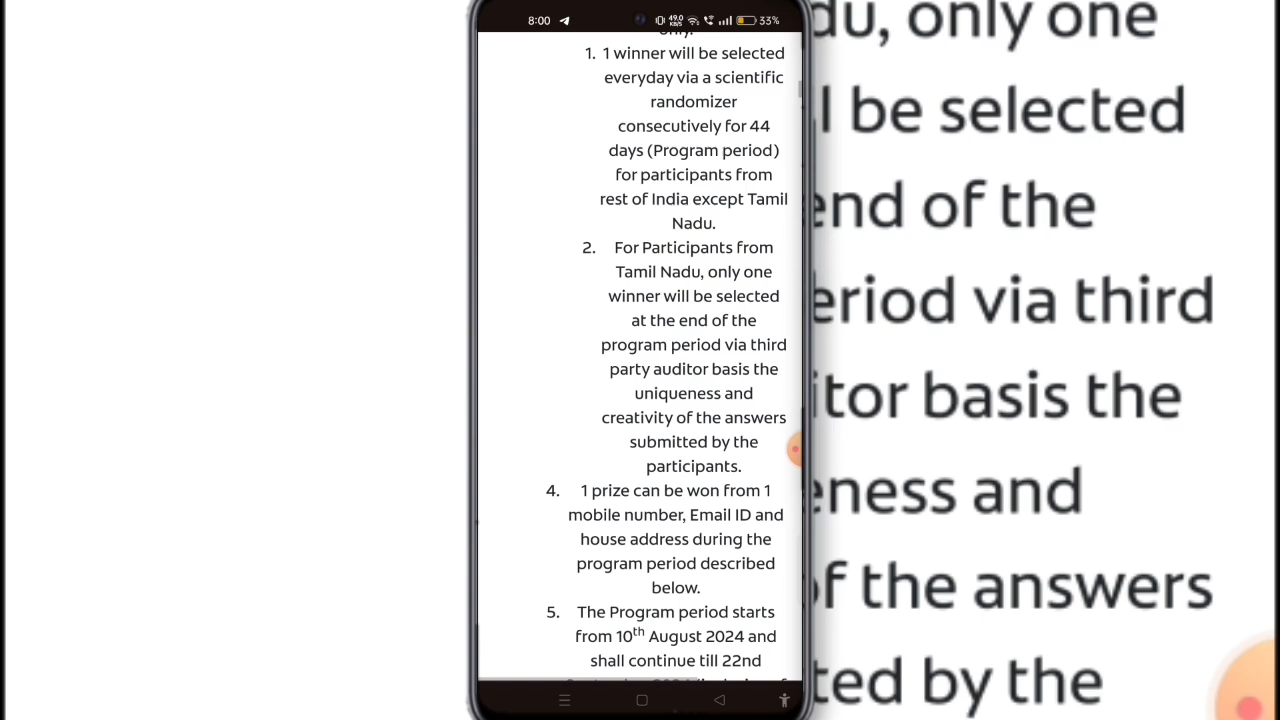 8:00
49.0
KB/S
33%
only.
1. 1 winner will be selected
everyday via a scientific
randomizer
consecutively for 44
days (Program period)
for participants from
rest of India except Tamil
Nadu.
2. For Participants from
Tamil Nadu, only one
winner will be selected
at the end of the
program period via third
party auditor basis the
uniqueness and
creativity of the answers
submitted by the
participants.
4. 1 prize can be won from 1
mobile number, Email ID and
house address during the
program period described
below.
5. The Program period starts
from 10th August 2024 and
shall continue till 22nd
du, only one
l be selected
end of the
eriod via third
itor basis the
eness and
of the answers
ted by the